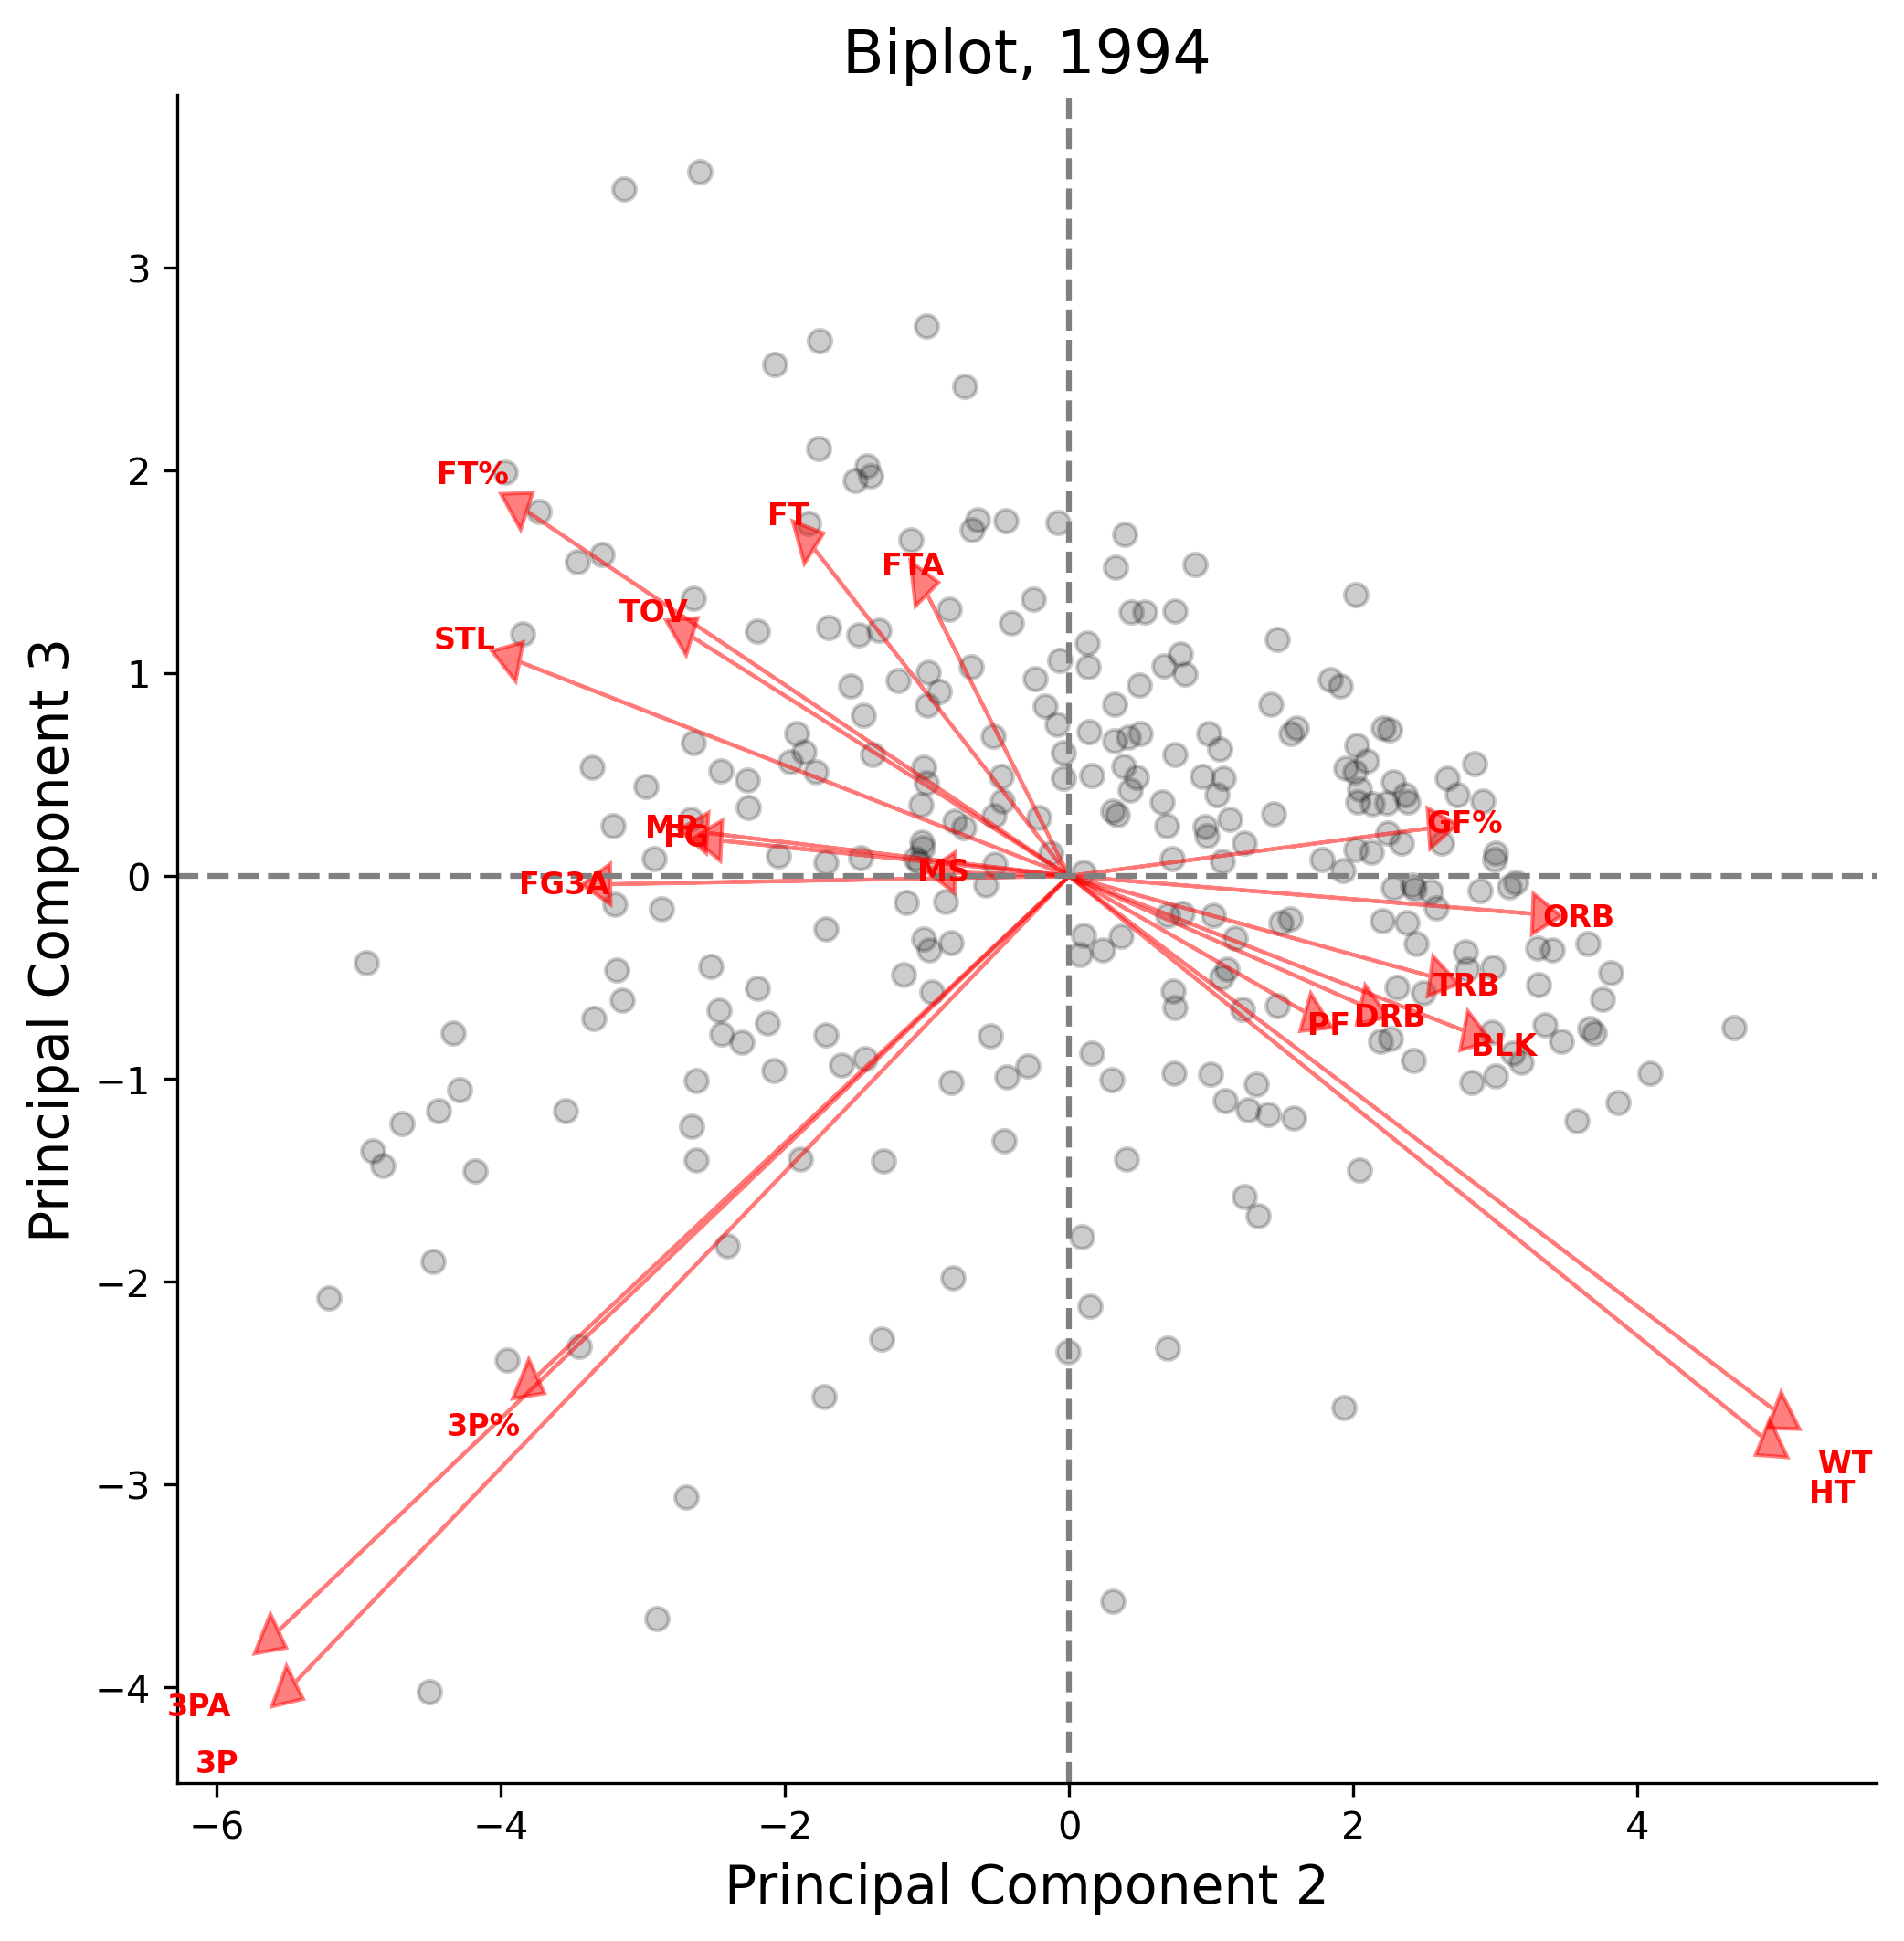 Biplot, 1994
Principal Component 3
3
2
1
0
−1
−2
−3
−4
FT%
FT
FTA
TOV
STL
MP
FG
GF%
MS
FG3A
ORB
TRB
DRB
PF
BLK
3P%
WT
HT
3PA
3P
−6
−4
−2
0
2
4
Principal Component 2